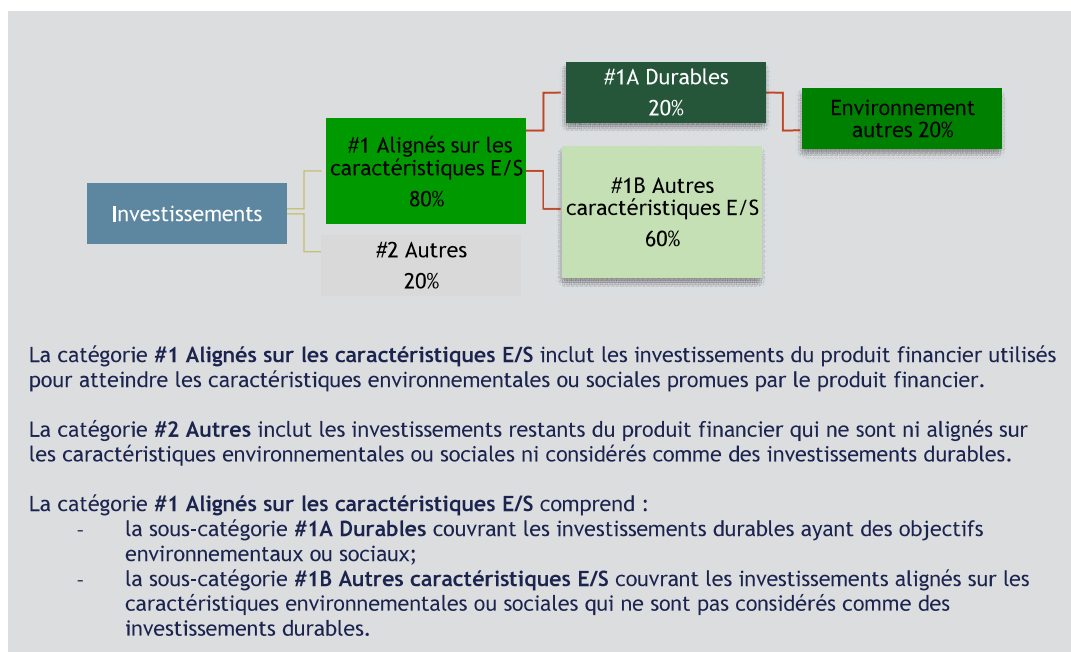 #1A Durables
20%
Environnement
autres 20%
#1 Alignés sur les
caractéristiques E/S
80%
#1B Autres
caractéristiques E/S
60%
Investissements
#2 Autres
20%
La catégorie #1 Alignés sur les caractéristiques E/S inclut les investissements du produit financier utilisés
pour atteindre les caractéristiques environnementales ou sociales promues par le produit financier.
La catégorie #2 Autres inclut les investissements restants du produit financier qui ne sont ni alignés sur
les caractéristiques environnementales ou sociales ni considérés comme des investissements durables.
La catégorie #1 Alignés sur les caractéristiques E/S comprend :
- la sous-catégorie #1A Durables couvrant les investissements durables ayant des objectifs
environnementaux ou sociaux;
- la sous-catégorie #1B Autres caractéristiques E/S couvrant les investissements alignés sur les
caractéristiques environnementales ou sociales qui ne sont pas considérés comme des
investissements durables.